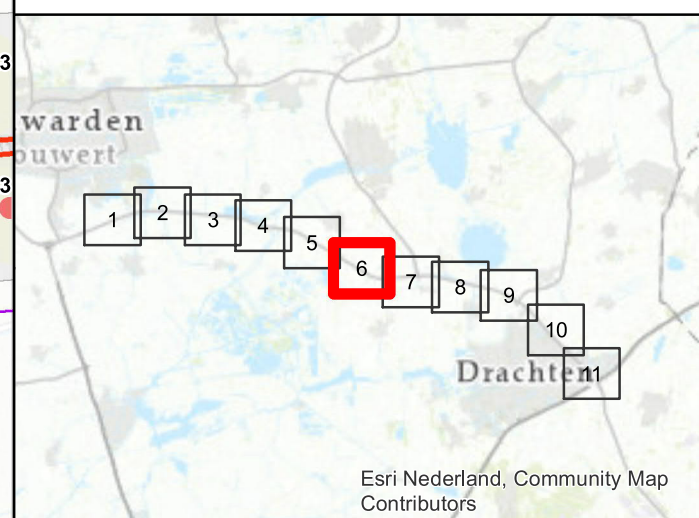 3
warden
ouwert
3
1
2
3
4
5
6
7
8
9
10
11
Drachten
Esri Nederland, Community Map
Contributors